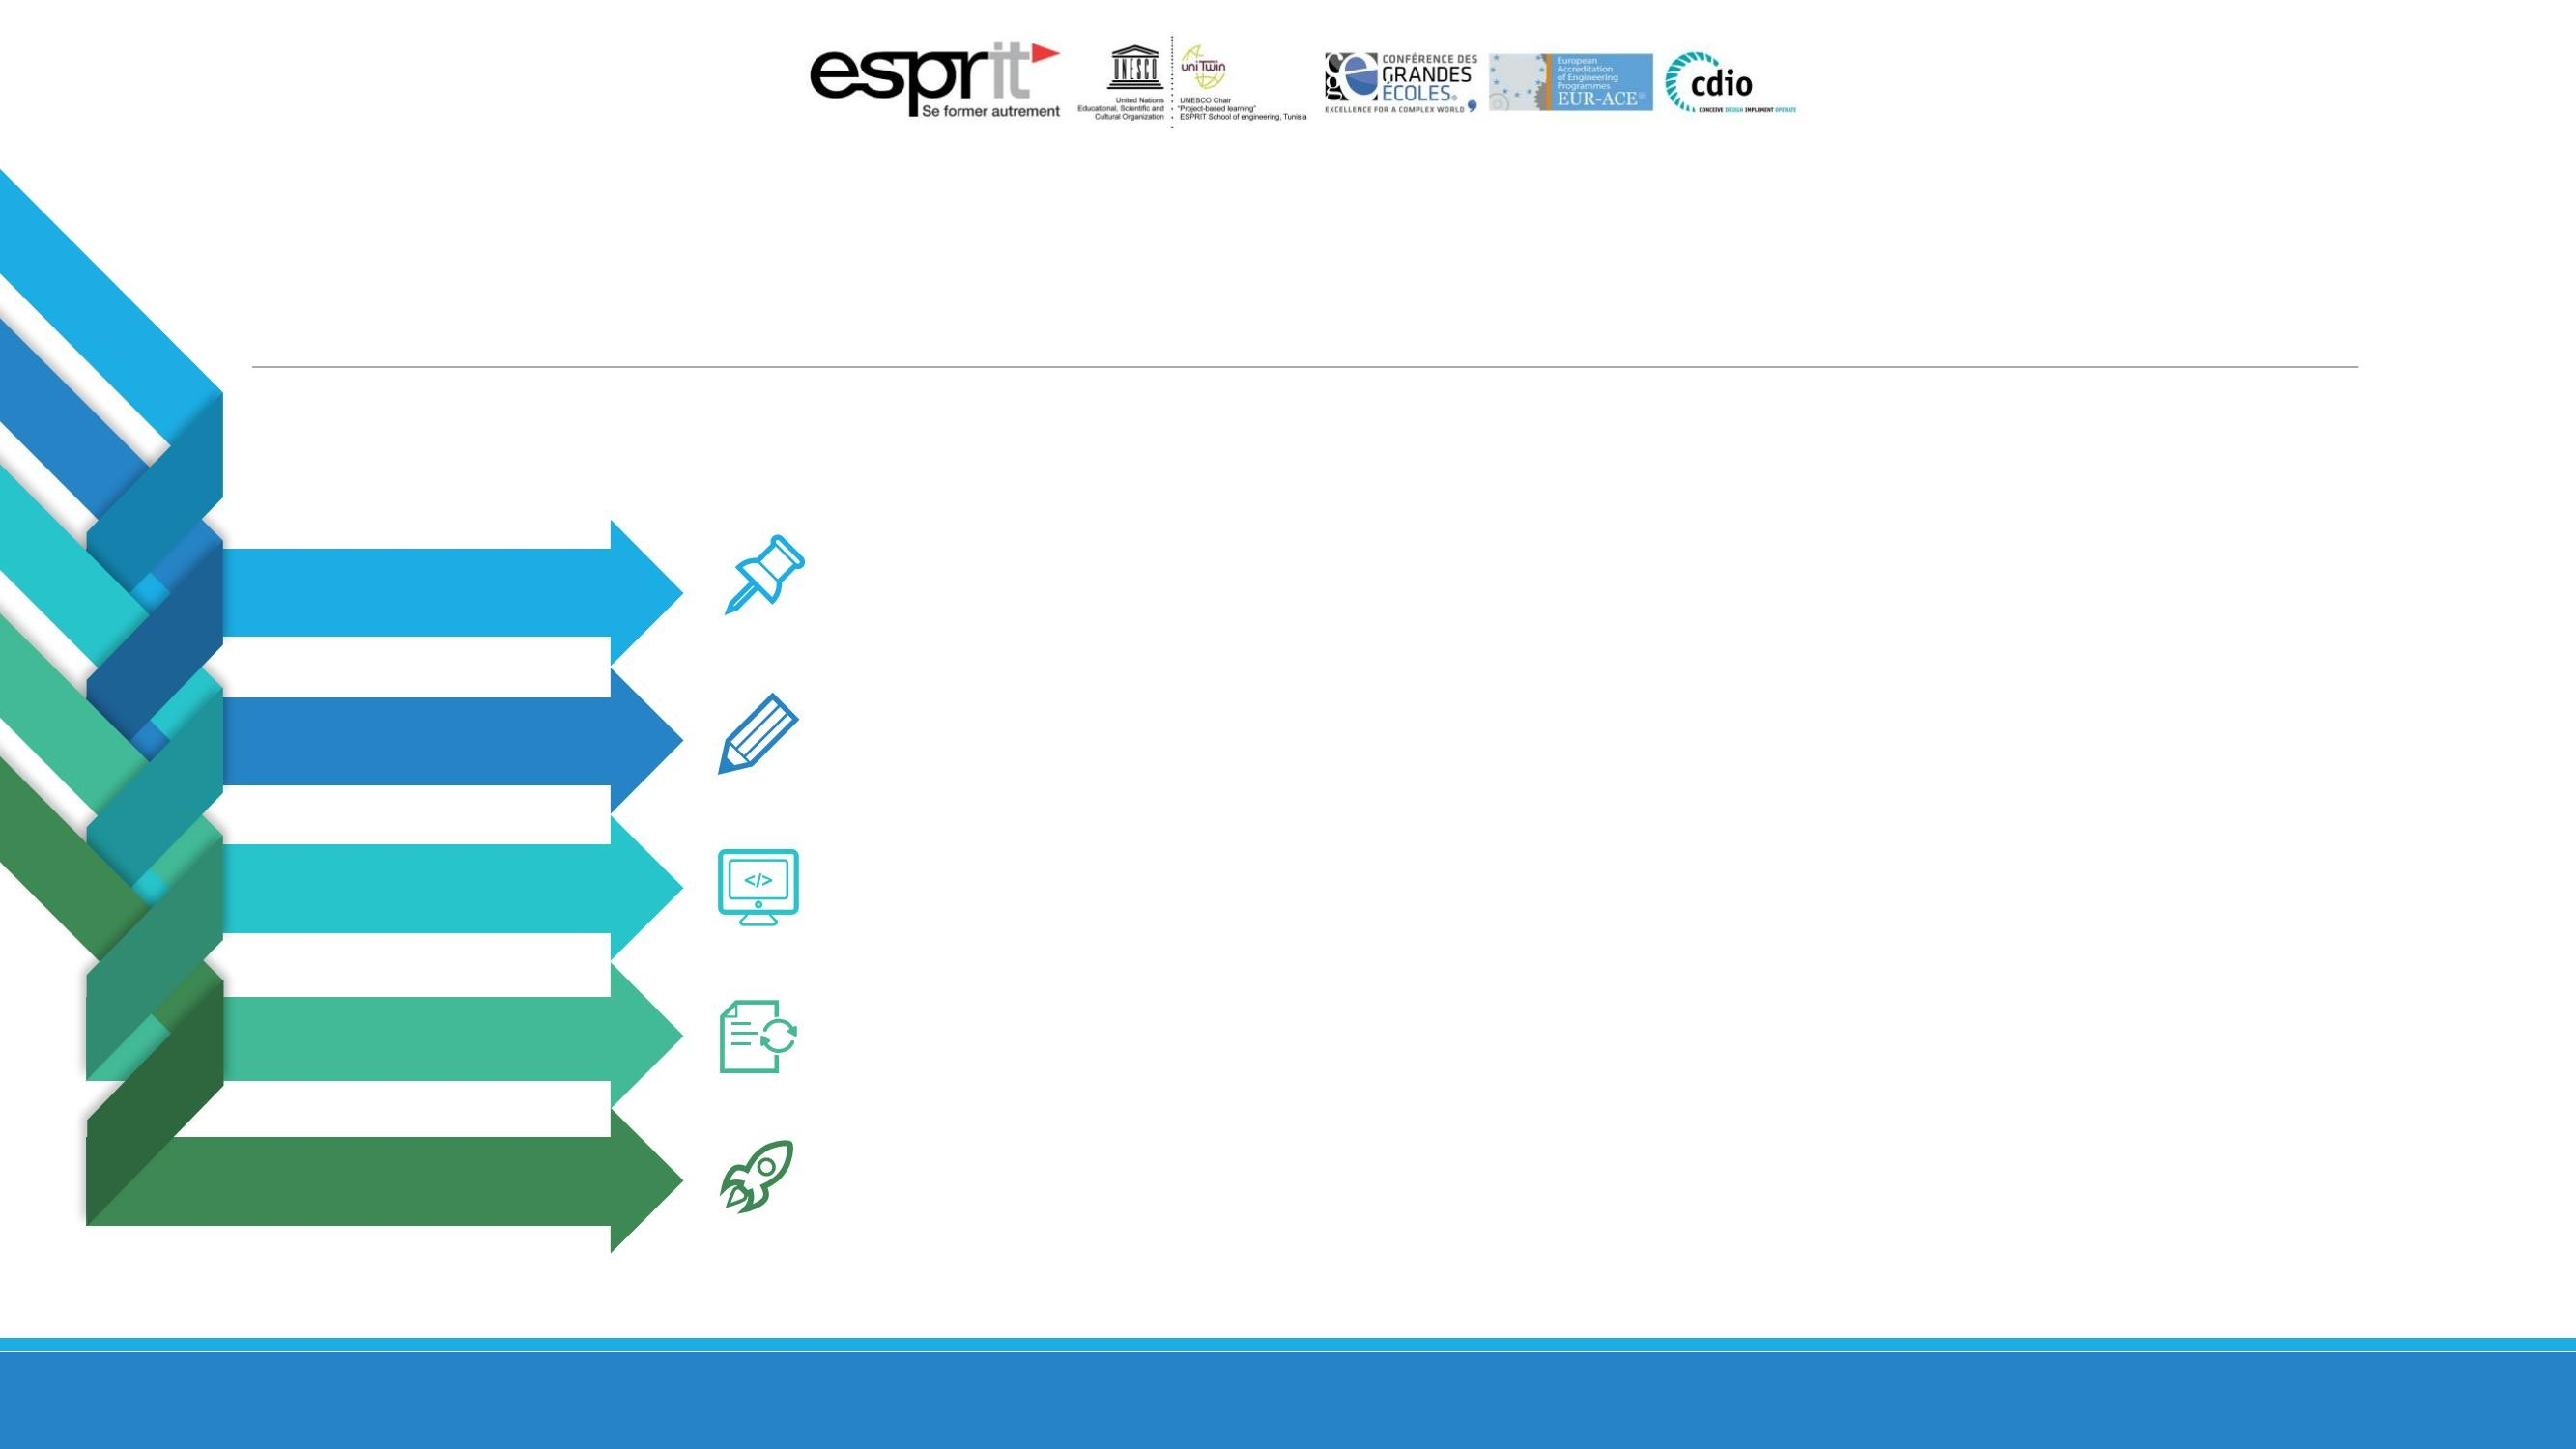 esprit
Se former autrement
UNESCO
United Nations
Educational, Scientific and
Cultural Organization
uniTwin
UNESCO Chair
"Project-based learning"
ESPRIT School of engineering, Tunisia
cge
CONFÉRENCE DES
GRANDES
ÉCOLES®
EXCELLENCE FOR A COMPLEX WORLD
European
Accreditation
of Engineering
Programmes
EUR-ACE®
cdio
CONCEIVE DESIGN IMPLEMENT OPERATE
</>